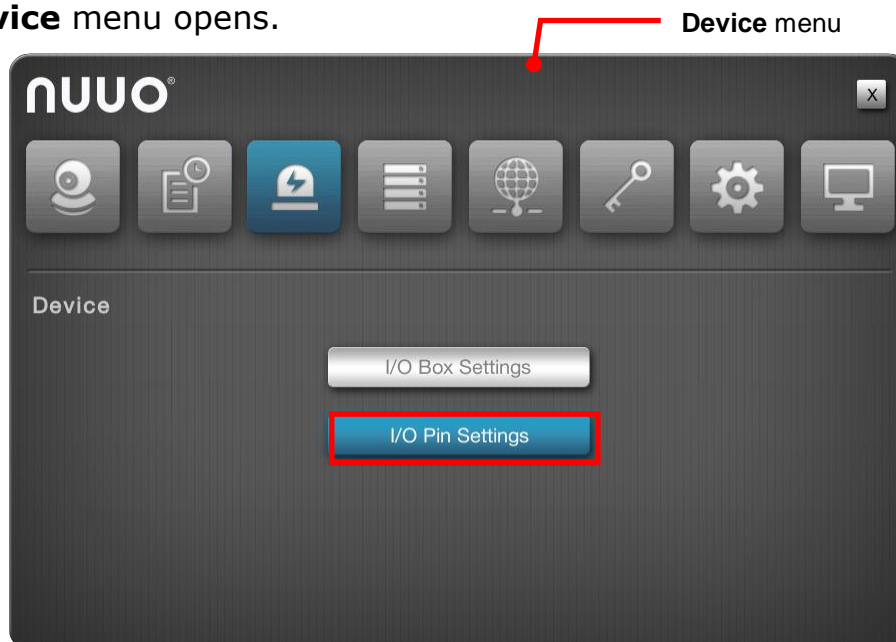 vice menu opens.
Device menu
nuuo®
X
Device
I/O Box Settings
I/O Pin Settings